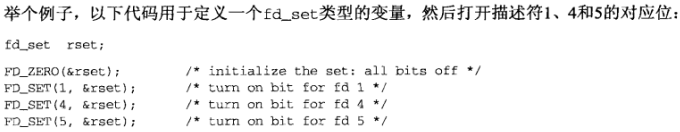 举个例子，以下代码用于定义一个fd_set类型的变量，然后打开描述符1、4和5的对应位：
fd_set rset;
FD_ZERO(&rset); /* initialize the set: all bits off */
FD_SET(1, &rset); /* turn on bit for fd 1 */
FD_SET(4, &rset); /* turn on bit for fd 4 */
FD_SET(5, &rset); /* turn on bit for fd 5 */